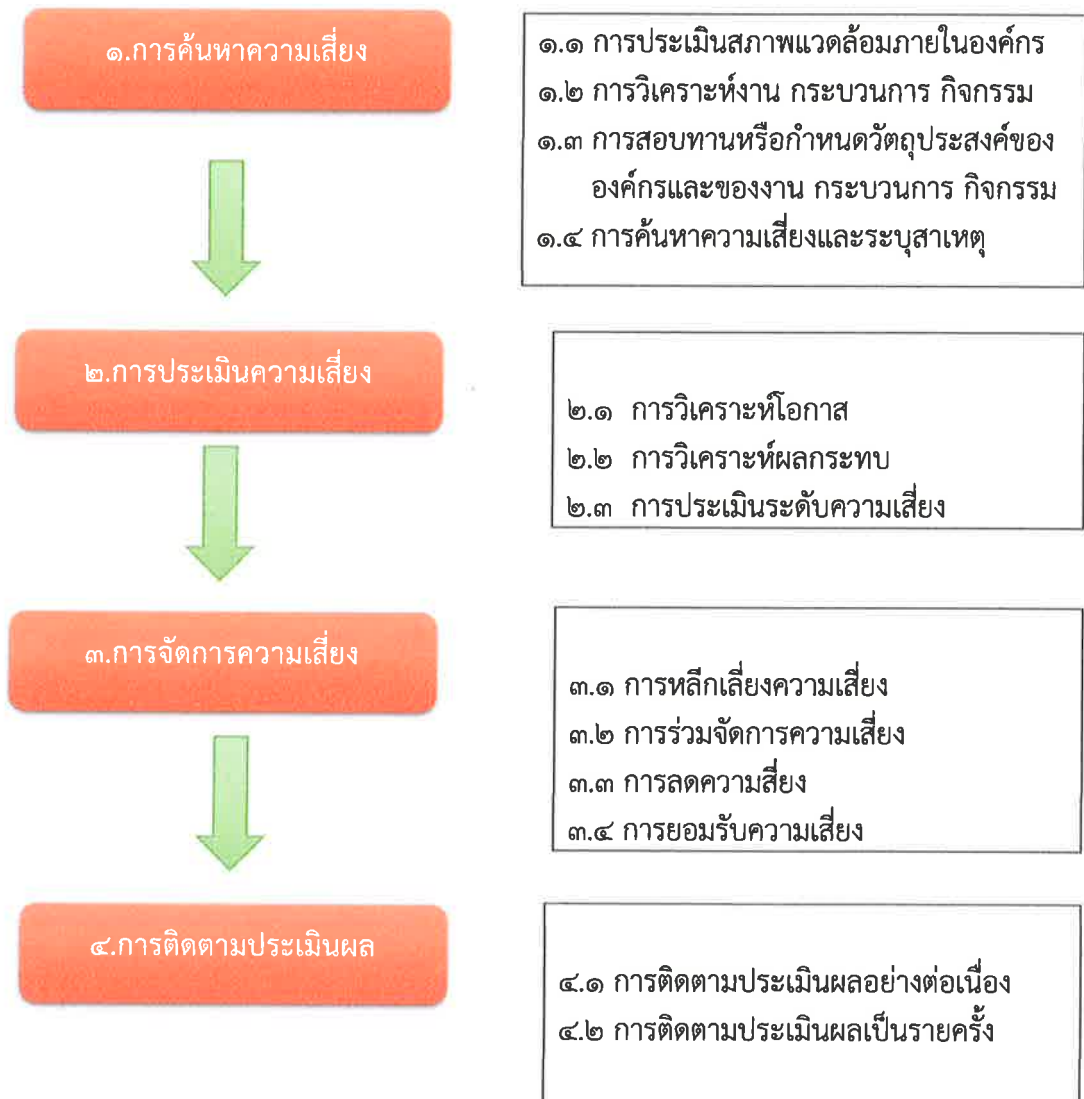 ๑.การค้นหาความเสี่ยง
๑.๑ การประเมินสภาพแวดล้อมภายในองค์กร
๑.๒ การวิเคราะห์งาน กระบวนการ กิจกรรม
๑.๓ การสอบทานหรือกำหนดวัตถุประสงค์ของ
องค์กรและของงาน กระบวนการ กิจกรรม
๑.๔ การค้นหาความเสี่ยงและระบุสาเหตุ
๒.การประเมินความเสี่ยง
๒.๑ การวิเคราะห์โอกาส
๒.๒ การวิเคราะห์ผลกระทบ
๒.๓ การประเมินระดับความเสี่ยง
๓.การจัดการความเสี่ยง
๓.๑ การหลีกเลี่ยงความเสี่ยง
๓.๒ การร่วมจัดการความเสี่ยง
๓.๓ การลดความสี่ยง
๓.๔ การยอมรับความเสี่ยง
๔.การติดตามประเมินผล
๔.๑ การติดตามประเมินผลอย่างต่อเนื่อง
๔.๒ การติดตามประเมินผลเป็นรายครั้ง